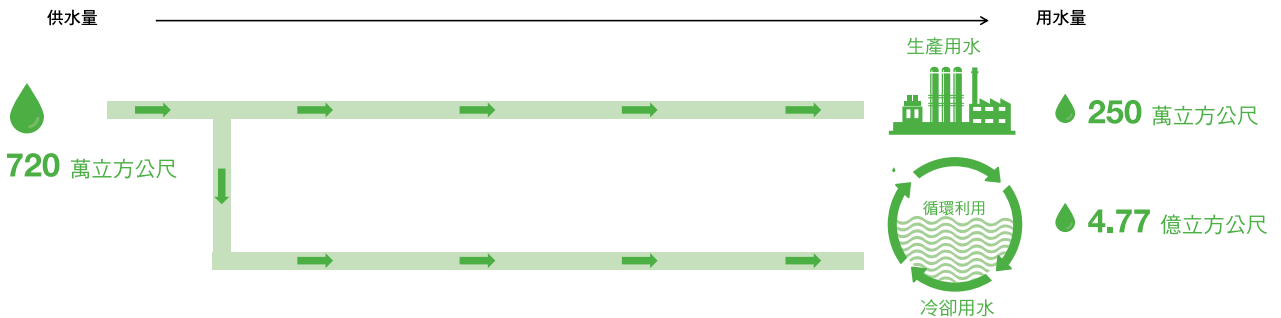 供水量
用水量
生產用水
720 萬立方公尺
250 萬立方公尺
循環利用
4.77 億立方公尺
冷卻用水